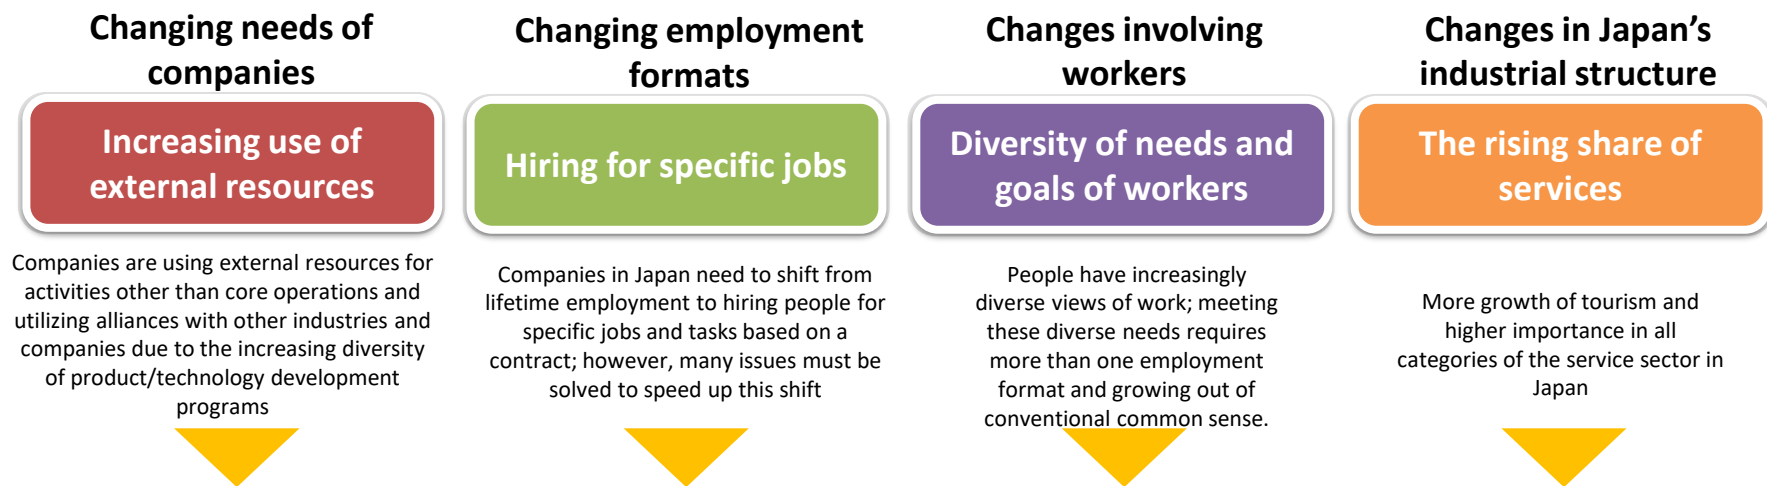 Changing needs of
companies
Increasing use of
external resources
Companies are using external resources for
activities other than core operations and
utilizing alliances with other industries and
companies due to the increasing diversity
of product/technology development
programs
Changing employment
formats
Hiring for specific jobs
Companies in Japan need to shift from
lifetime employment to hiring people for
specific jobs and tasks based on a
contract; however, many issues must be
solved to speed up this shift
Changes involving
workers
Diversity of needs and
goals of workers
People have increasingly
diverse views of work; meeting
these diverse needs requires
more than one employment
format and growing out of
conventional common sense.
Changes in Japan’s
industrial structure
The rising share of
services
More growth of tourism and
higher importance in all
categories of the service sector in
Japan